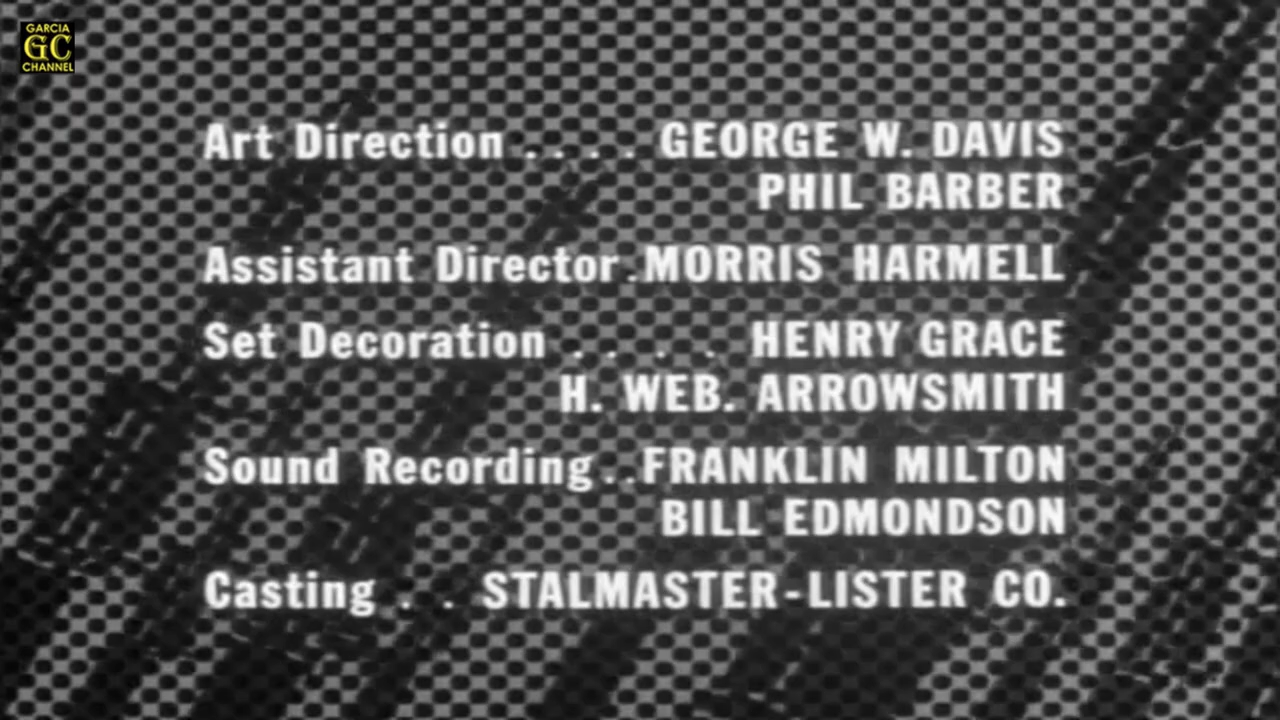 GARCIA
GC
CHANNEL
Art Direction . . . . GEORGE W. DAVIS
PHIL BARBER
Assistant Director . MORRIS HARMELL
Set Decoration . . . . HENRY GRACE
H. WEB. ARROWSMITH
Sound Recording . . FRANKLIN MILTON
BILL EDMONDSON
Casting . . STALMASTER-LISTER CO.